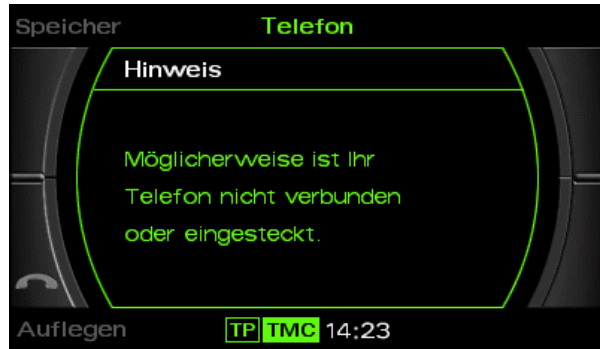 Speicher Telefon
Hinweis
Möglicherweise ist Ihr
Telefon nicht verbunden
oder eingesteckt.
Auflegen TP TMC 14:23